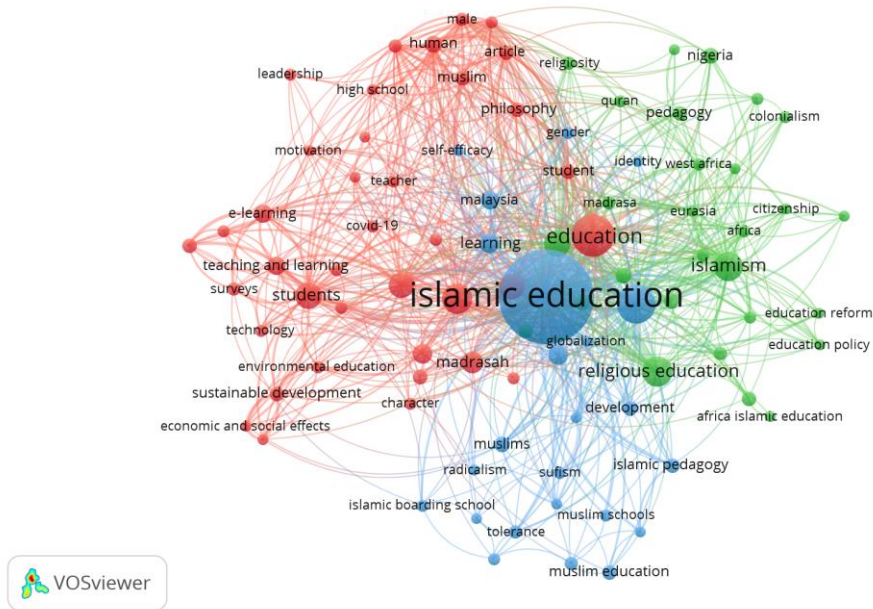 male
human
article
religiosity
nigeria
leadership
muslim
high school
quran
pedagogy
philosophy
colonialism
gender
motivation
self-efficacy
identity
west africa
student
teacher
malaysia
madrasa
eurasia
citizenship
e-learning
covid-19
africa
learning
education
teaching and learning
islamism
surveys
students
islamic education
education reform
technology
globalization
education policy
environmental education
madrasah
religious education
sustainable development
character
development
africa islamic education
economic and social effects
muslims
radicalism
sufism
islamic pedagogy
islamic boarding school
muslim schools
tolerance
muslim education
VOSviewer